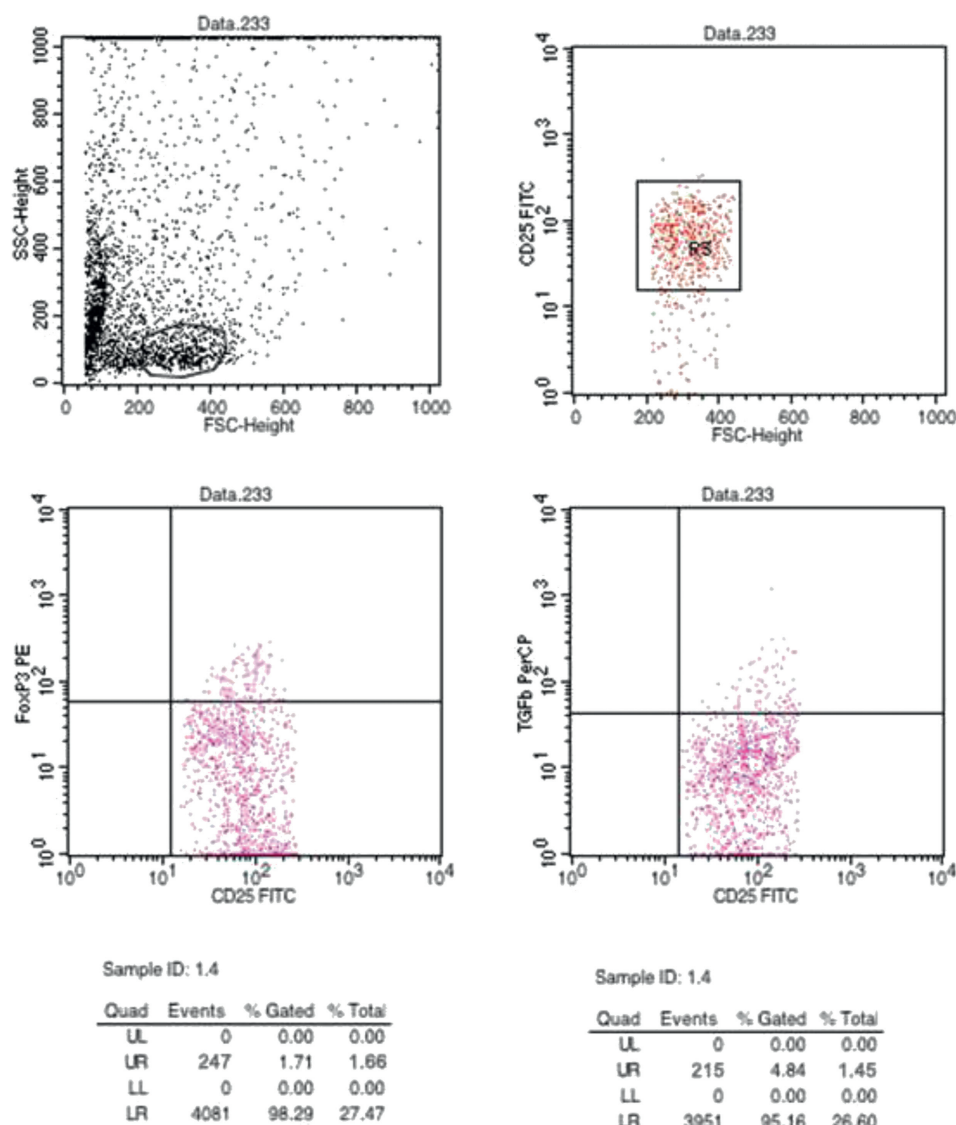 Data.233
1000
800
600
400
200
0
SSC-Height
0 200 400 600 800 1000
FSC-Height
Data.233
10^4
10^3
10^2
10^1
10^0
CD25 FITC
R3
0 200 400 600 800 1000
FSC-Height
Data.233
10^4
10^3
10^2
10^1
10^0
FoxP3 PE
10^0 10^1 10^2 10^3 10^4
CD25 FITC
Data.233
10^4
10^3
10^2
10^1
10^0
TGFb PerCP
10^0 10^1 10^2 10^3 10^4
CD25 FITC
Sample ID: 1.4
Quad Events % Gated % Total
UL 0 0.00 0.00
UR 247 1.71 1.66
LL 0 0.00 0.00
LR 4081 98.29 27.47
Sample ID: 1.4
Quad Events % Gated % Total
UL 0 0.00 0.00
UR 215 4.84 1.45
LL 0 0.00 0.00
LR 3951 95.16 26.60